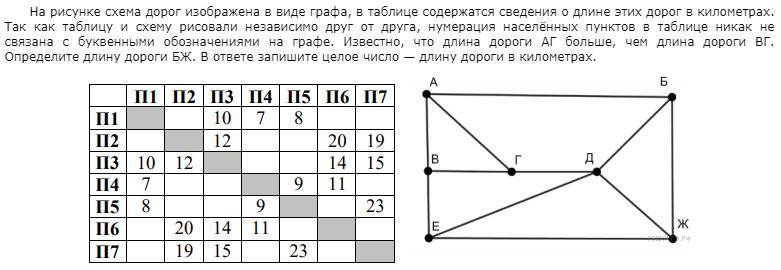 На рисунке схема дорог изображена в виде графа, в таблице содержатся сведения о длине этих дорог в километрах.
Так как таблицу и схему рисовали независимо друг от друга, нумерация населённых пунктов в таблице никак не
связана с буквенными обозначениями на графе. Известно, что длина дороги АГ больше, чем длина дороги ВГ.
Определите длину дороги БЖ. В ответе запишите целое число — длину дороги в километрах.
П1 П2 П3 П4 П5 П6 П7
П1 10 7 8
П2 12 20 19
П3 10 12 14 15
П4 7 9 11
П5 8 9 23
П6 20 14 11
П7 19 15 23
А Б
В Г Д
Е Ж